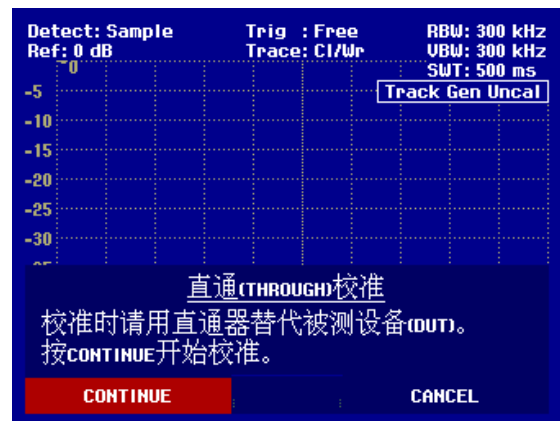 Detect: Sample Trig : Free RBW: 300 kHz
Ref: 0 dB Trace: Cl/Wr VBW: 300 kHz
SWT: 500 ms
0
Track Gen Uncal
-5
-10
-15
-20
-25
-30
直通(THROUGH)校准
校准时请用直通器替代被测设备(DUT)。
按CONTINUE开始校准。
CONTINUE CANCEL